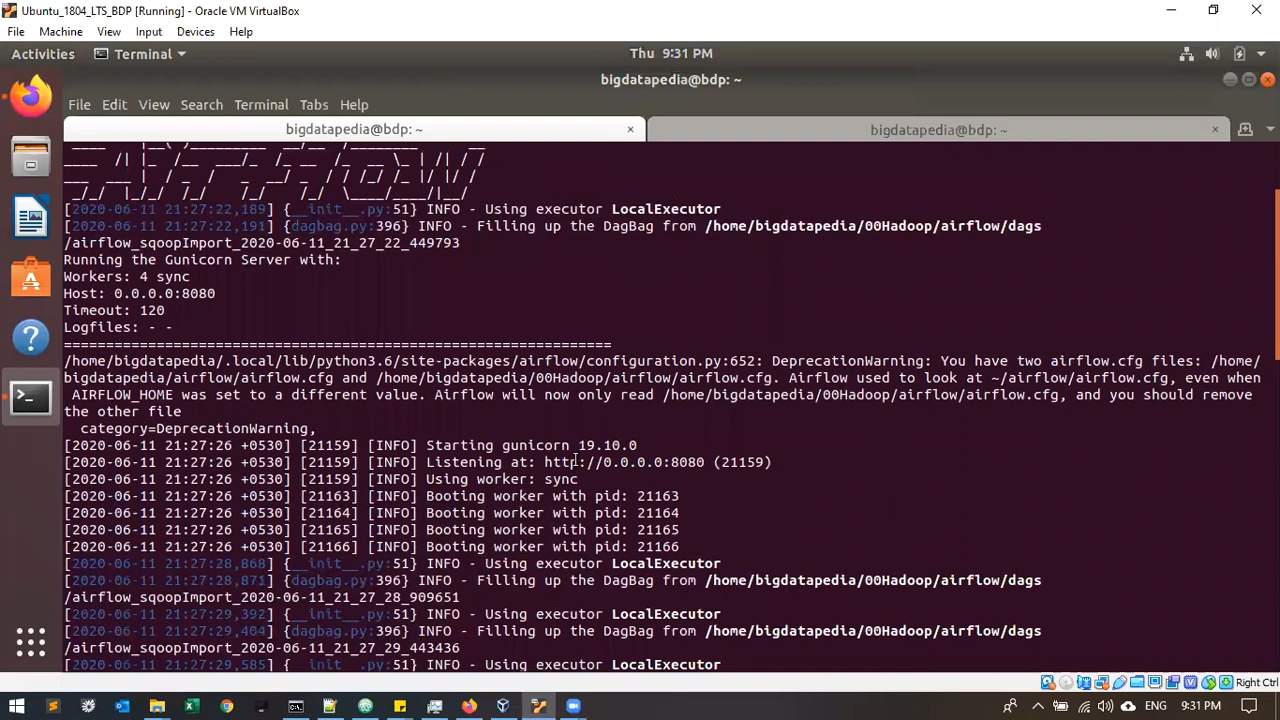 Ubuntu_1804_LTS_BDP [Running] - Oracle VM VirtualBox
File Machine View Input Devices Help
Activities Terminal Thu 9:31 PM
bigdatapedia@bdp: ~
File Edit View Search Terminal Tabs Help
bigdatapedia@bdp: ~ × bigdatapedia@bdp: ~ ×
[2020-06-11 21:27:22,189] {__init__.py:51} INFO - Using executor LocalExecutor
[2020-06-11 21:27:22,191] {dagbag.py:396} INFO - Filling up the DagBag from /home/bigdatapedia/00Hadoop/airflow/dags
/airflow_sqoopImport_2020-06-11_21_27_22_449793
Running the Gunicorn Server with:
Workers: 4 sync
Host: 0.0.0.0:8080
Timeout: 120
Logfiles: - -
=================================================================
/home/bigdatapedia/.local/lib/python3.6/site-packages/airflow/configuration.py:652: DeprecationWarning: You have two airflow.cfg files: /home/
bigdatapedia/airflow/airflow.cfg and /home/bigdatapedia/00Hadoop/airflow/airflow.cfg. Airflow used to look at ~/airflow/airflow.cfg, even when
AIRFLOW_HOME was set to a different value. Airflow will now only read /home/bigdatapedia/00Hadoop/airflow/airflow.cfg, and you should remove
the other file
category=DeprecationWarning,
[2020-06-11 21:27:26 +0530] [21159] [INFO] Starting gunicorn 19.10.0
[2020-06-11 21:27:26 +0530] [21159] [INFO] Listening at: http://0.0.0.0:8080 (21159)
[2020-06-11 21:27:26 +0530] [21159] [INFO] Using worker: sync
[2020-06-11 21:27:26 +0530] [21163] [INFO] Booting worker with pid: 21163
[2020-06-11 21:27:26 +0530] [21164] [INFO] Booting worker with pid: 21164
[2020-06-11 21:27:26 +0530] [21165] [INFO] Booting worker with pid: 21165
[2020-06-11 21:27:26 +0530] [21166] [INFO] Booting worker with pid: 21166
[2020-06-11 21:27:28,868] {__init__.py:51} INFO - Using executor LocalExecutor
[2020-06-11 21:27:28,871] {dagbag.py:396} INFO - Filling up the DagBag from /home/bigdatapedia/00Hadoop/airflow/dags
/airflow_sqoopImport_2020-06-11_21_27_28_909651
[2020-06-11 21:27:29,392] {__init__.py:51} INFO - Using executor LocalExecutor
[2020-06-11 21:27:29,404] {dagbag.py:396} INFO - Filling up the DagBag from /home/bigdatapedia/00Hadoop/airflow/dags
/airflow_sqoopImport_2020-06-11_21_27_29_443436
[2020-06-11 21:27:29,585] {__init__.py:51} INFO - Using executor LocalExecutor
Right Ctrl
ENG 9:31 PM